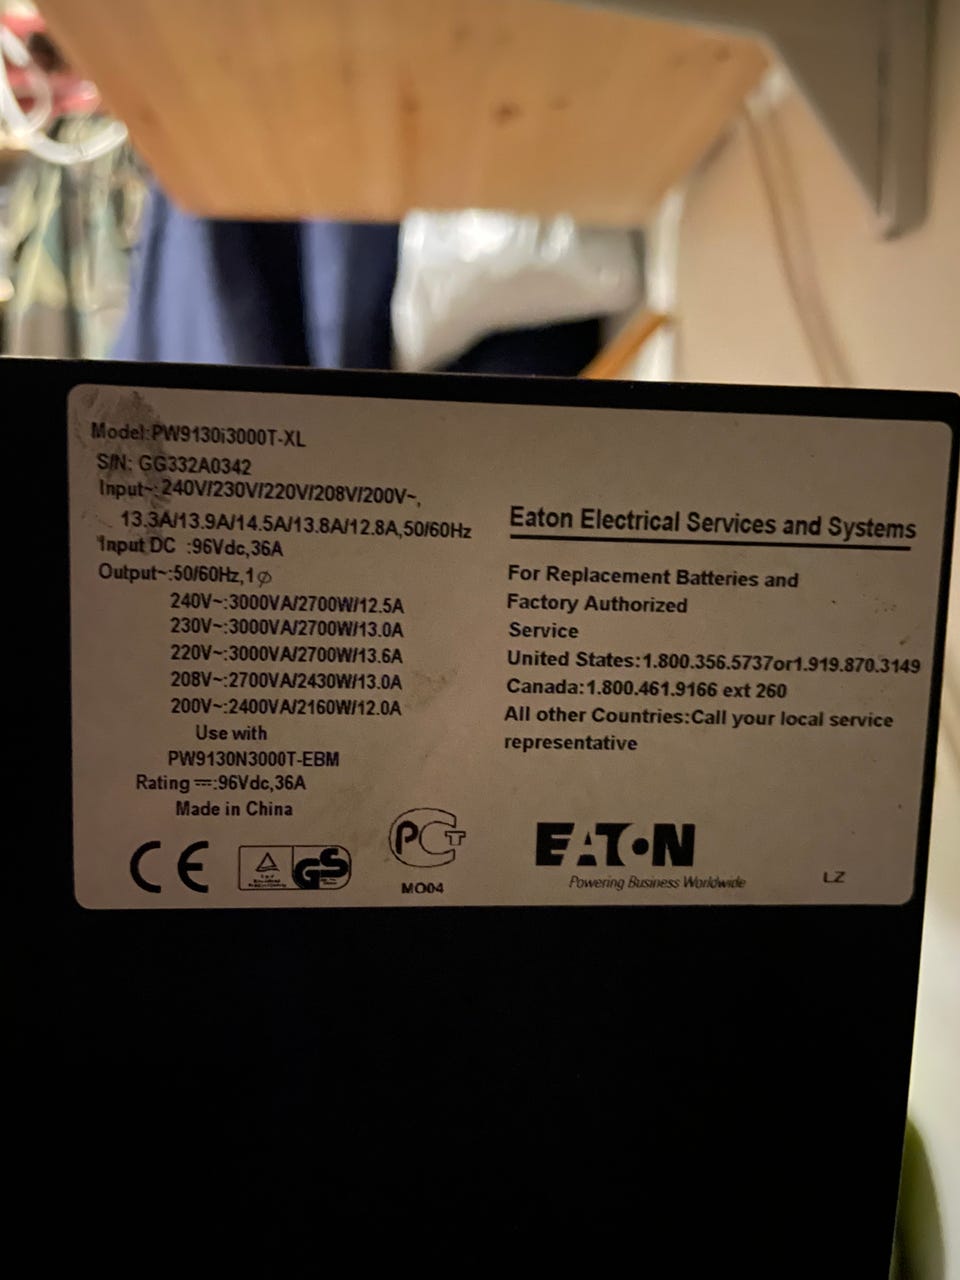 Model:PW9130i3000T-XL
S/N: GG332A0342
Input~:240V/230V/220V/208V/200V~,
13.3A/13.9A/14.5A/13.8A/12.8A,50/60Hz
Input DC :96Vdc,36A
Output~:50/60Hz,1⌀
240V~:3000VA/2700W/12.5A
230V~:3000VA/2700W/13.0A
220V~:3000VA/2700W/13.6A
208V~:2700VA/2430W/13.0A
200V~:2400VA/2160W/12.0A
Use with
PW9130N3000T-EBM
Rating ⎓:96Vdc,36A
Made in China
CE
GS
PCT
MO04
Eaton Electrical Services and Systems
For Replacement Batteries and
Factory Authorized
Service
United States:1.800.356.5737or1.919.870.3149
Canada:1.800.461.9166 ext 260
All other Countries:Call your local service
representative
EATON
Powering Business Worldwide
LZ